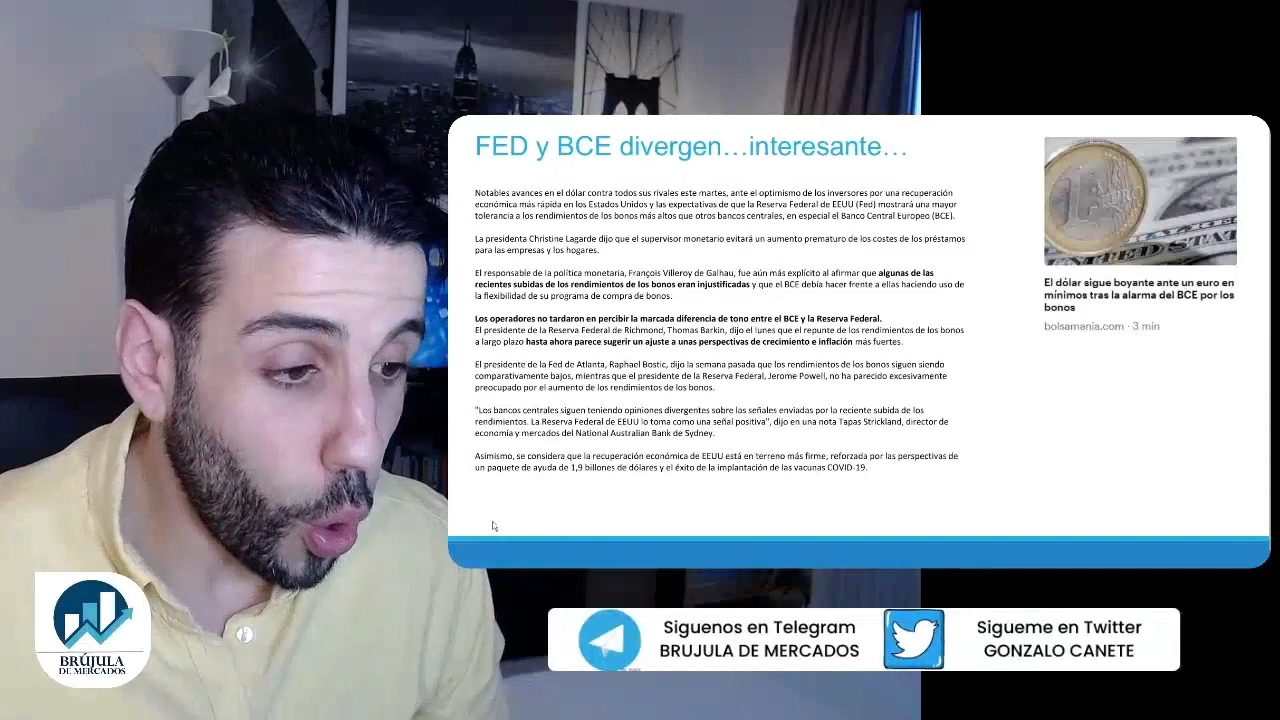 FED y BCE divergen…interesante…
Notables avances en el dólar contra todos sus rivales este martes, ante el optimismo de los inversores por una recuperación
económica más rápida en los Estados Unidos y las expectativas de que la Reserva Federal de EEUU (Fed) mostrará una mayor
tolerancia a los rendimientos de los bonos más altos que otros bancos centrales, en especial el Banco Central Europeo (BCE).
La presidenta Christine Lagarde dijo que el supervisor monetario evitará un aumento prematuro de los costes de los préstamos
para las empresas y los hogares.
El responsable de la política monetaria, François Villeroy de Galhau, fue aún más explícito al afirmar que algunas de las
recientes subidas de los rendimientos de los bonos eran injustificadas y que el BCE debía hacer frente a ellas haciendo uso de
la flexibilidad de su programa de compra de bonos.
Los operadores no tardaron en percibir la marcada diferencia de tono entre el BCE y la Reserva Federal.
El presidente de la Reserva Federal de Richmond, Thomas Barkin, dijo el lunes que el repunte de los rendimientos de los bonos
a largo plazo hasta ahora parece sugerir un ajuste a unas perspectivas de crecimiento e inflación más fuertes.
El presidente de la Fed de Atlanta, Raphael Bostic, dijo la semana pasada que los rendimientos de los bonos siguen siendo
comparativamente bajos, mientras que el presidente de la Reserva Federal, Jerome Powell, no ha parecido excesivamente
preocupado por el aumento de los rendimientos de los bonos.
"Los bancos centrales siguen teniendo opiniones divergentes sobre las señales enviadas por la reciente subida de los
rendimientos. La Reserva Federal de EEUU lo toma como una señal positiva", dijo en una nota Tapas Strickland, director de
economía y mercados del National Australian Bank de Sydney.
Asimismo, se considera que la recuperación económica de EEUU está en terreno más firme, reforzada por las perspectivas de
un paquete de ayuda de 1,9 billones de dólares y el éxito de la implantación de las vacunas COVID-19.
1 EURO
UNITED STAT
El dólar sigue boyante ante un euro en
mínimos tras la alarma del BCE por los
bonos
bolsamania.com · 3 min
BRÚJULA
DE MERCADOS
Siguenos en Telegram
BRUJULA DE MERCADOS
Sigueme en Twitter
GONZALO CANETE